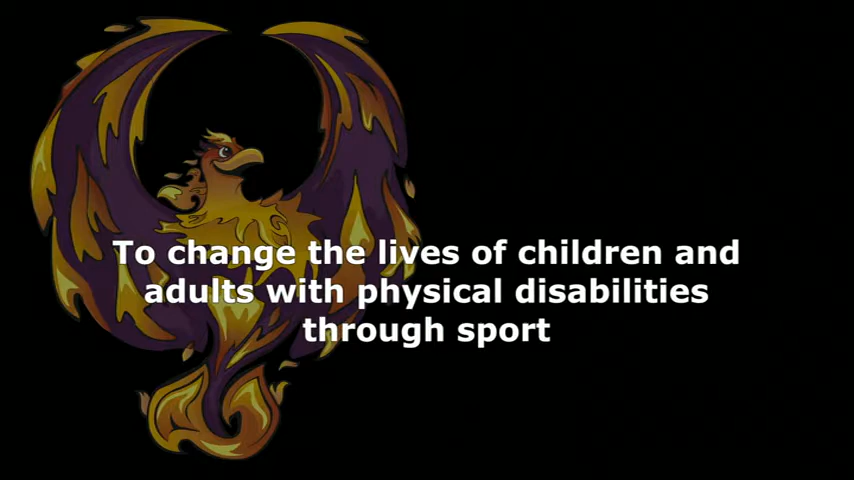 To change the lives of children and
adults with physical disabilities
through sport